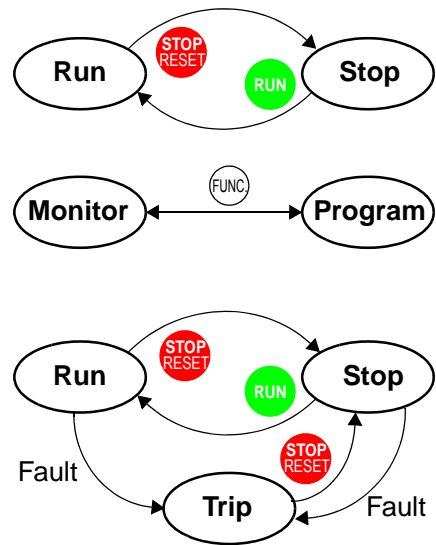 STOP
RESET
Run
Stop
RUN
FUNC.
Monitor
Program
STOP
RESET
Run
Stop
RUN
STOP
RESET
Fault
Fault
Trip